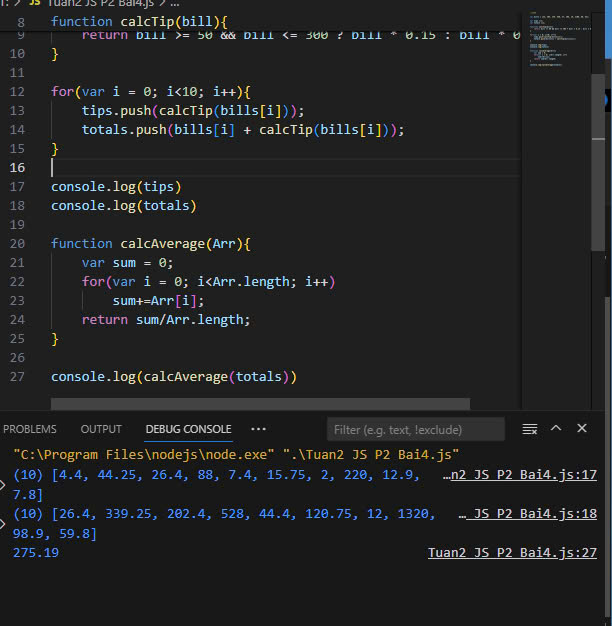 JS Tuan2 JS P2 Bai4.js > ...
8 function calcTip(bill){
9 return bill >= 50 && bill <= 300 ? bill * 0.15 : bill * 0
10 }
11
12 for(var i = 0; i<10; i++){
13 tips.push(calcTip(bills[i]));
14 totals.push(bills[i] + calcTip(bills[i]));
15 }
16
17 console.log(tips)
18 console.log(totals)
19
20 function calcAverage(Arr){
21 var sum = 0;
22 for(var i = 0; i<Arr.length; i++)
23 sum+=Arr[i];
24 return sum/Arr.length;
25 }
26
27 console.log(calcAverage(totals))
PROBLEMS OUTPUT DEBUG CONSOLE ... Filter (e.g. text, !exclude)
"C:\Program Files\nodejs\node.exe" ".\Tuan2 JS P2 Bai4.js"
(10) [4.4, 44.25, 26.4, 88, 7.4, 15.75, 2, 220, 12.9, …n2 JS P2 Bai4.js:17
7.8]
(10) [26.4, 339.25, 202.4, 528, 44.4, 120.75, 12, 1320, … JS P2 Bai4.js:18
98.9, 59.8]
275.19 Tuan2 JS P2 Bai4.js:27